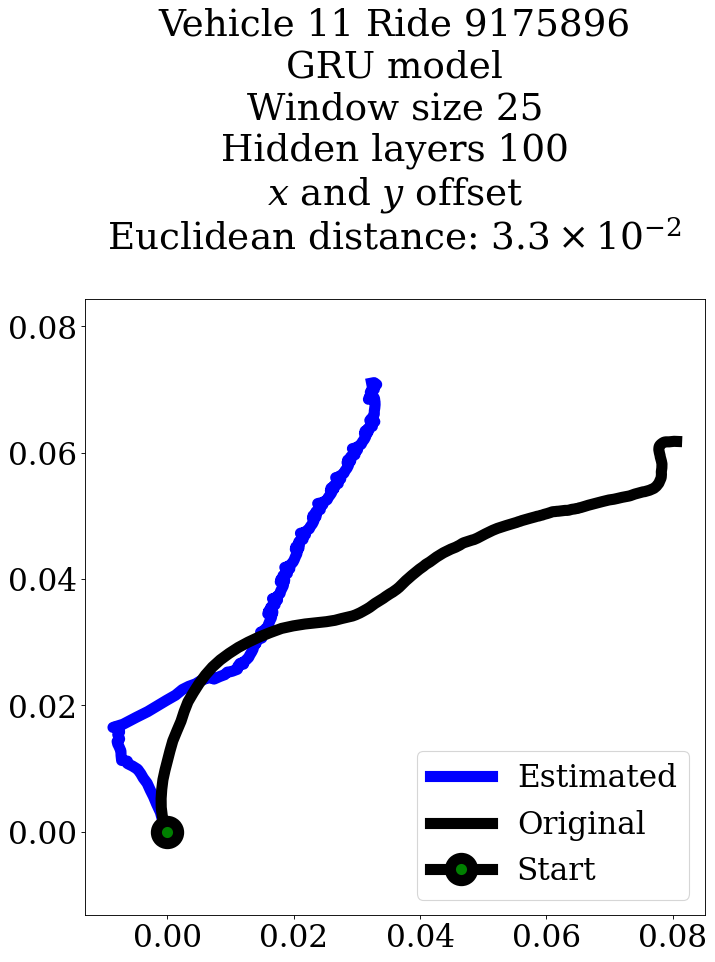 Vehicle 11 Ride 9175896
GRU model
Window size 25
Hidden layers 100
x and y offset
Euclidean distance: 3.3 × 10⁻²
0.08
0.06
0.04
0.02
0.00
Estimated
Original
Start
0.00 0.02 0.04 0.06 0.08